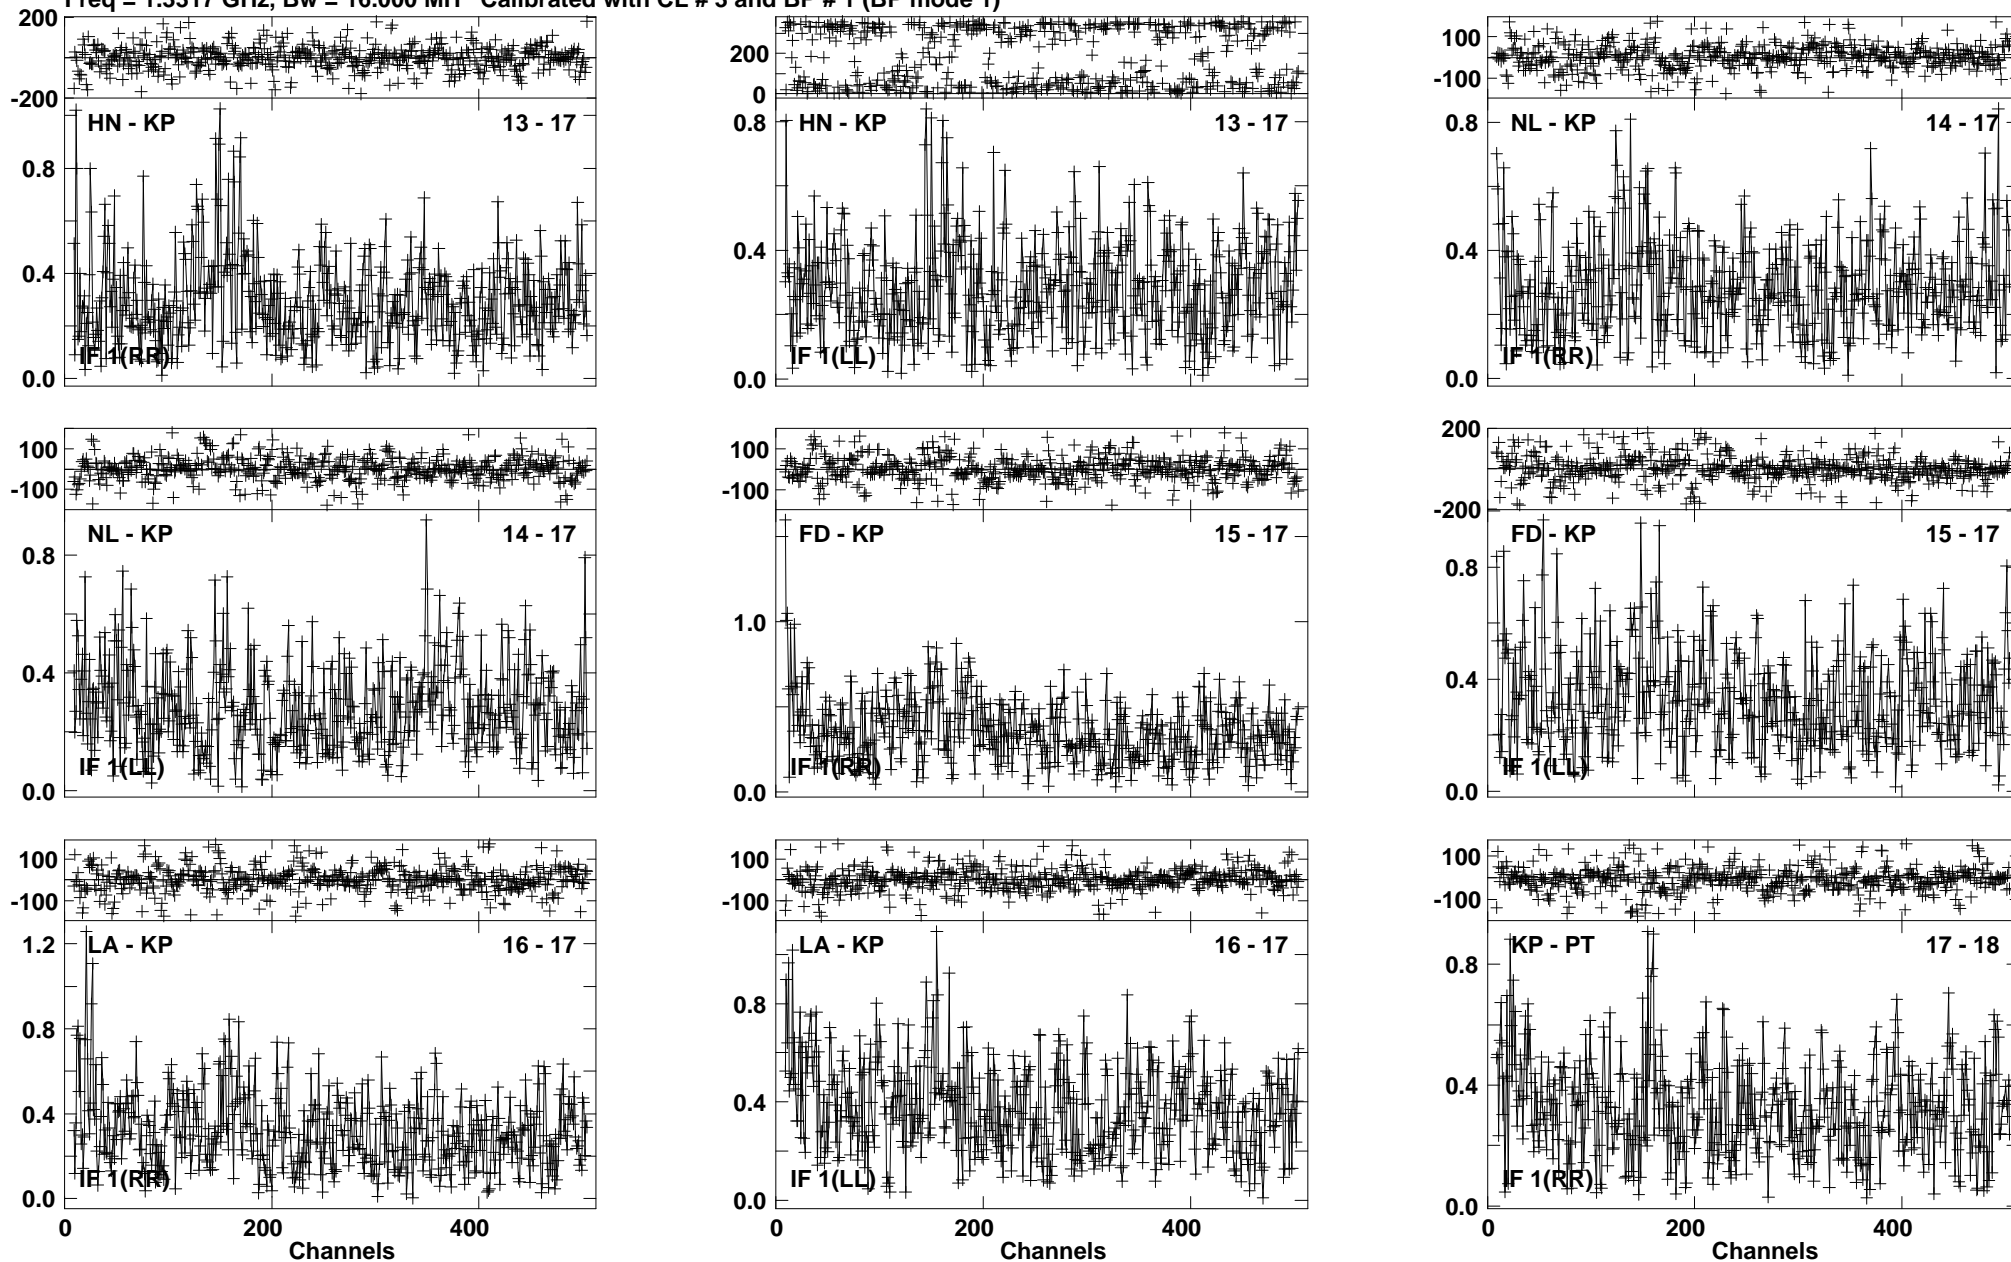 Freq = 1.3317 GHz, Bw = 16.000 MH Calibrated with CL # 3 and BP # 1 (BP mode 1)
200
-200
HN - KP 13 - 17
0.8
0.4
0.0
IF 1(RR)
200
0
HN - KP 13 - 17
0.8
0.4
0.0
IF 1(LL)
100
-100
NL - KP 14 - 17
0.8
0.4
0.0
IF 1(RR)
100
-100
NL - KP 14 - 17
0.8
0.4
0.0
IF 1(LL)
100
-100
FD - KP 15 - 17
1.0
0.0
IF 1(RR)
200
-200
FD - KP 15 - 17
0.8
0.4
0.0
IF 1(LL)
100
-100
LA - KP 16 - 17
1.2
0.8
0.4
0.0
IF 1(RR)
0 200 400
Channels
100
-100
LA - KP 16 - 17
0.8
0.4
0.0
IF 1(LL)
0 200 400
Channels
100
-100
KP - PT 17 - 18
0.8
0.4
0.0
IF 1(RR)
0 200 400
Channels